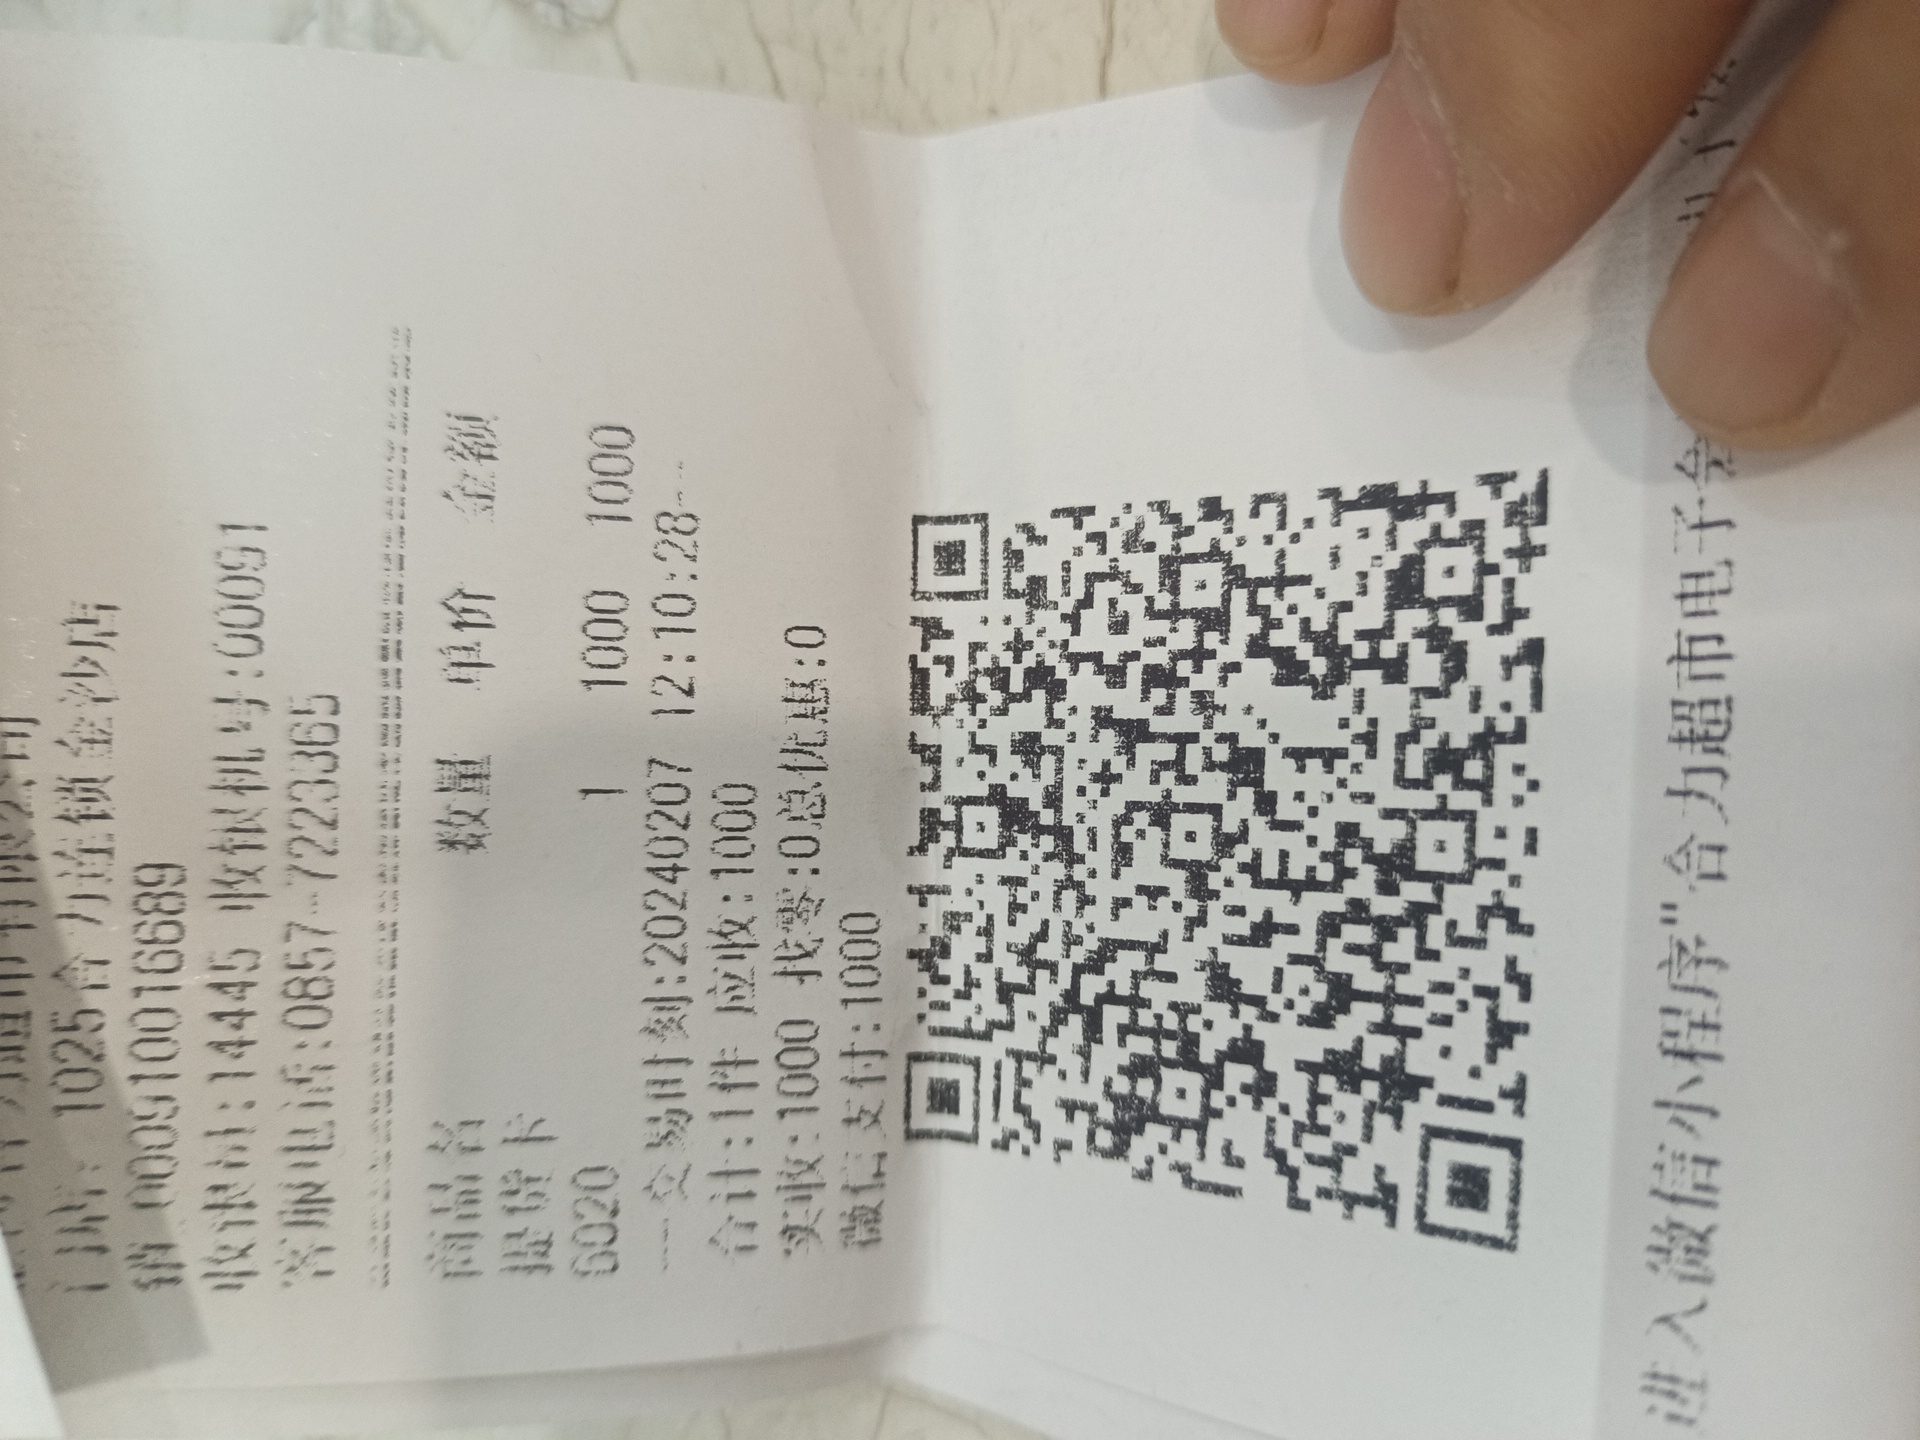 门店: 1025合力连锁金沙店
销 000910016689
收银员:14445 收银机号:00091
客服电话:0857-7223365
商品名 数量 单价 金额
提货卡
6020 1 1000 1000
----交易时刻:20240207 12:10:28----
合计:1件 应收:1000
实收:1000 找零:0总优惠:0
微信支付:1000
进入微信小程序"合力超市电子